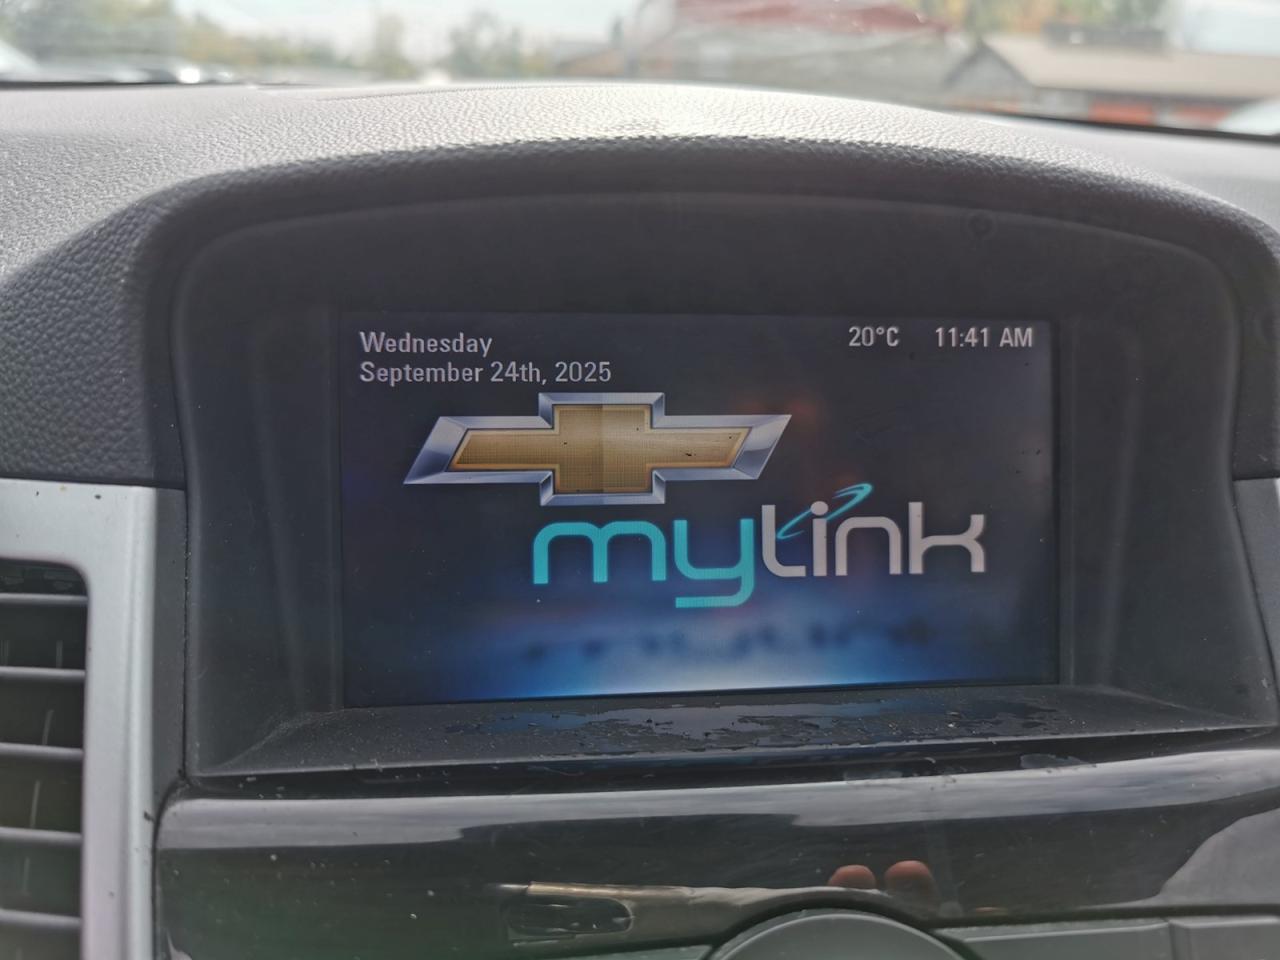 Wednesday
September 24th, 2025
20°C 11:41 AM
mylink